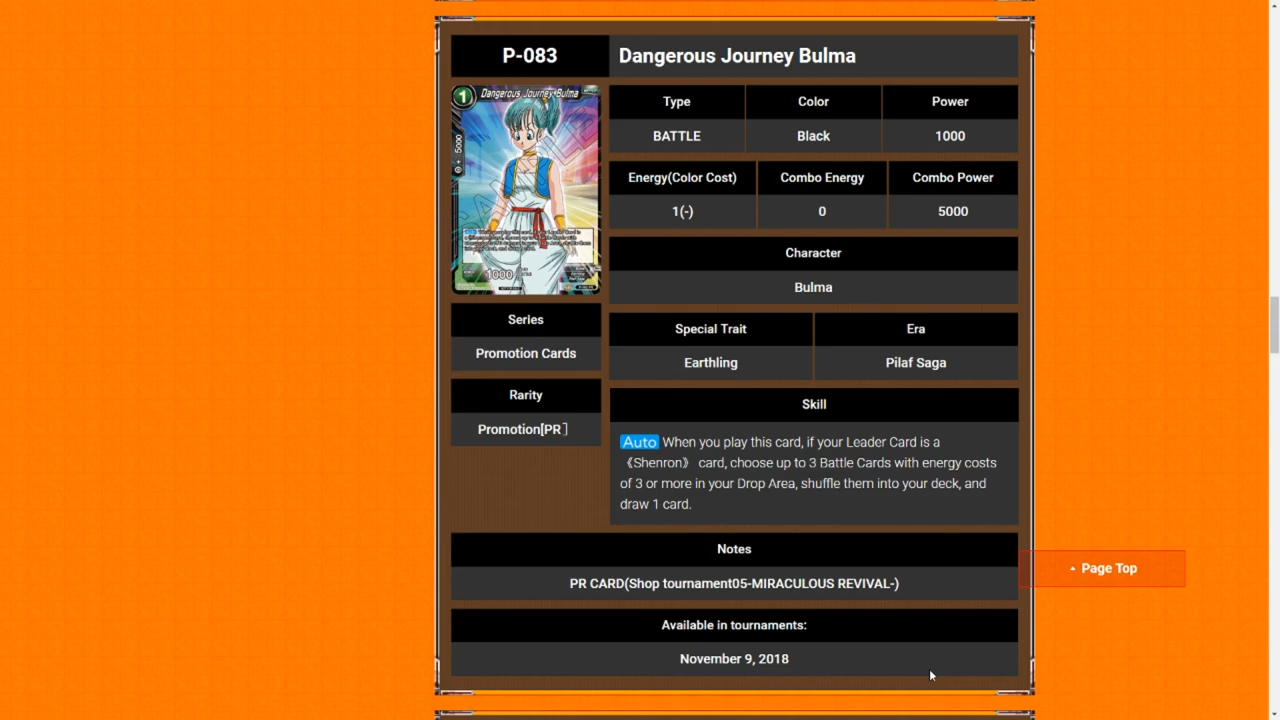 P-083
Dangerous Journey Bulma
1
Dangerous Journey Bulma
5000
1000
Type
Color
Power
BATTLE
Black
1000
Energy(Color Cost)
Combo Energy
Combo Power
1(-)
0
5000
Character
Bulma
Series
Special Trait
Era
Promotion Cards
Earthling
Pilaf Saga
Rarity
Skill
Promotion[PR］
Auto When you play this card, if your Leader Card is a
《Shenron》 card, choose up to 3 Battle Cards with energy costs
of 3 or more in your Drop Area, shuffle them into your deck, and
draw 1 card.
Notes
PR CARD(Shop tournament05-MIRACULOUS REVIVAL-)
Available in tournaments:
November 9, 2018
Page Top